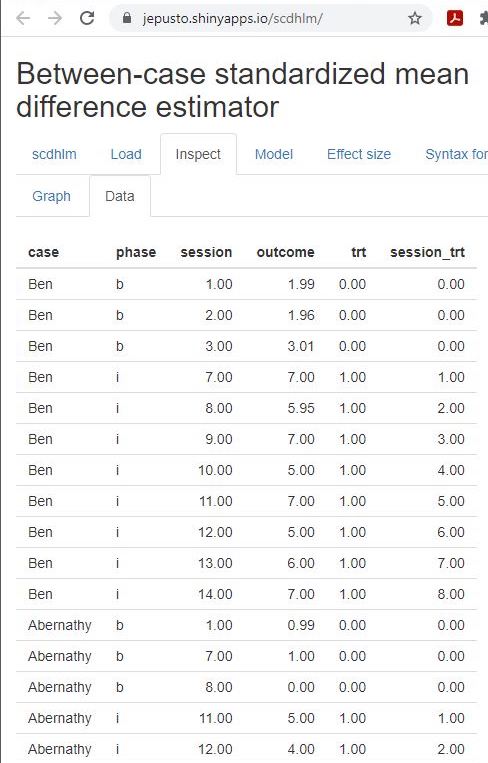 jepusto.shinyapps.io/scdhlm/
Between-case standardized mean
difference estimator
scdhlm Load Inspect Model Effect size Syntax for
Graph Data
case phase session outcome trt session_trt
Ben b 1.00 1.99 0.00 0.00
Ben b 2.00 1.96 0.00 0.00
Ben b 3.00 3.01 0.00 0.00
Ben i 7.00 7.00 1.00 1.00
Ben i 8.00 5.95 1.00 2.00
Ben i 9.00 7.00 1.00 3.00
Ben i 10.00 5.00 1.00 4.00
Ben i 11.00 7.00 1.00 5.00
Ben i 12.00 5.00 1.00 6.00
Ben i 13.00 6.00 1.00 7.00
Ben i 14.00 7.00 1.00 8.00
Abernathy b 1.00 0.99 0.00 0.00
Abernathy b 7.00 1.00 0.00 0.00
Abernathy b 8.00 0.00 0.00 0.00
Abernathy i 11.00 5.00 1.00 1.00
Abernathy i 12.00 4.00 1.00 2.00